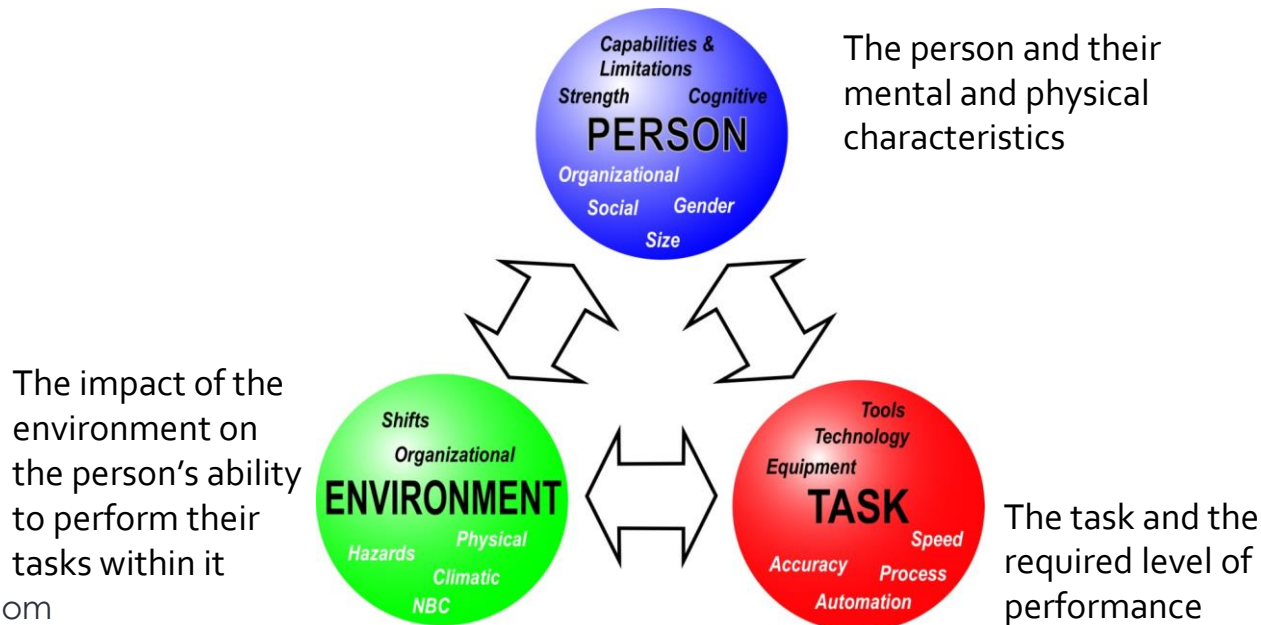 Capabilities &
Limitations
Strength Cognitive
PERSON
Organizational
Social Gender
Size
The person and their
mental and physical
characteristics
The impact of the
environment on
the person's ability
to perform their
tasks within it
om
Shifts
Organizational
ENVIRONMENT
Physical
Hazards
Climatic
NBC
Tools
Technology
Equipment
TASK
Speed
Accuracy Process
Automation
The task and the
required level of
performance